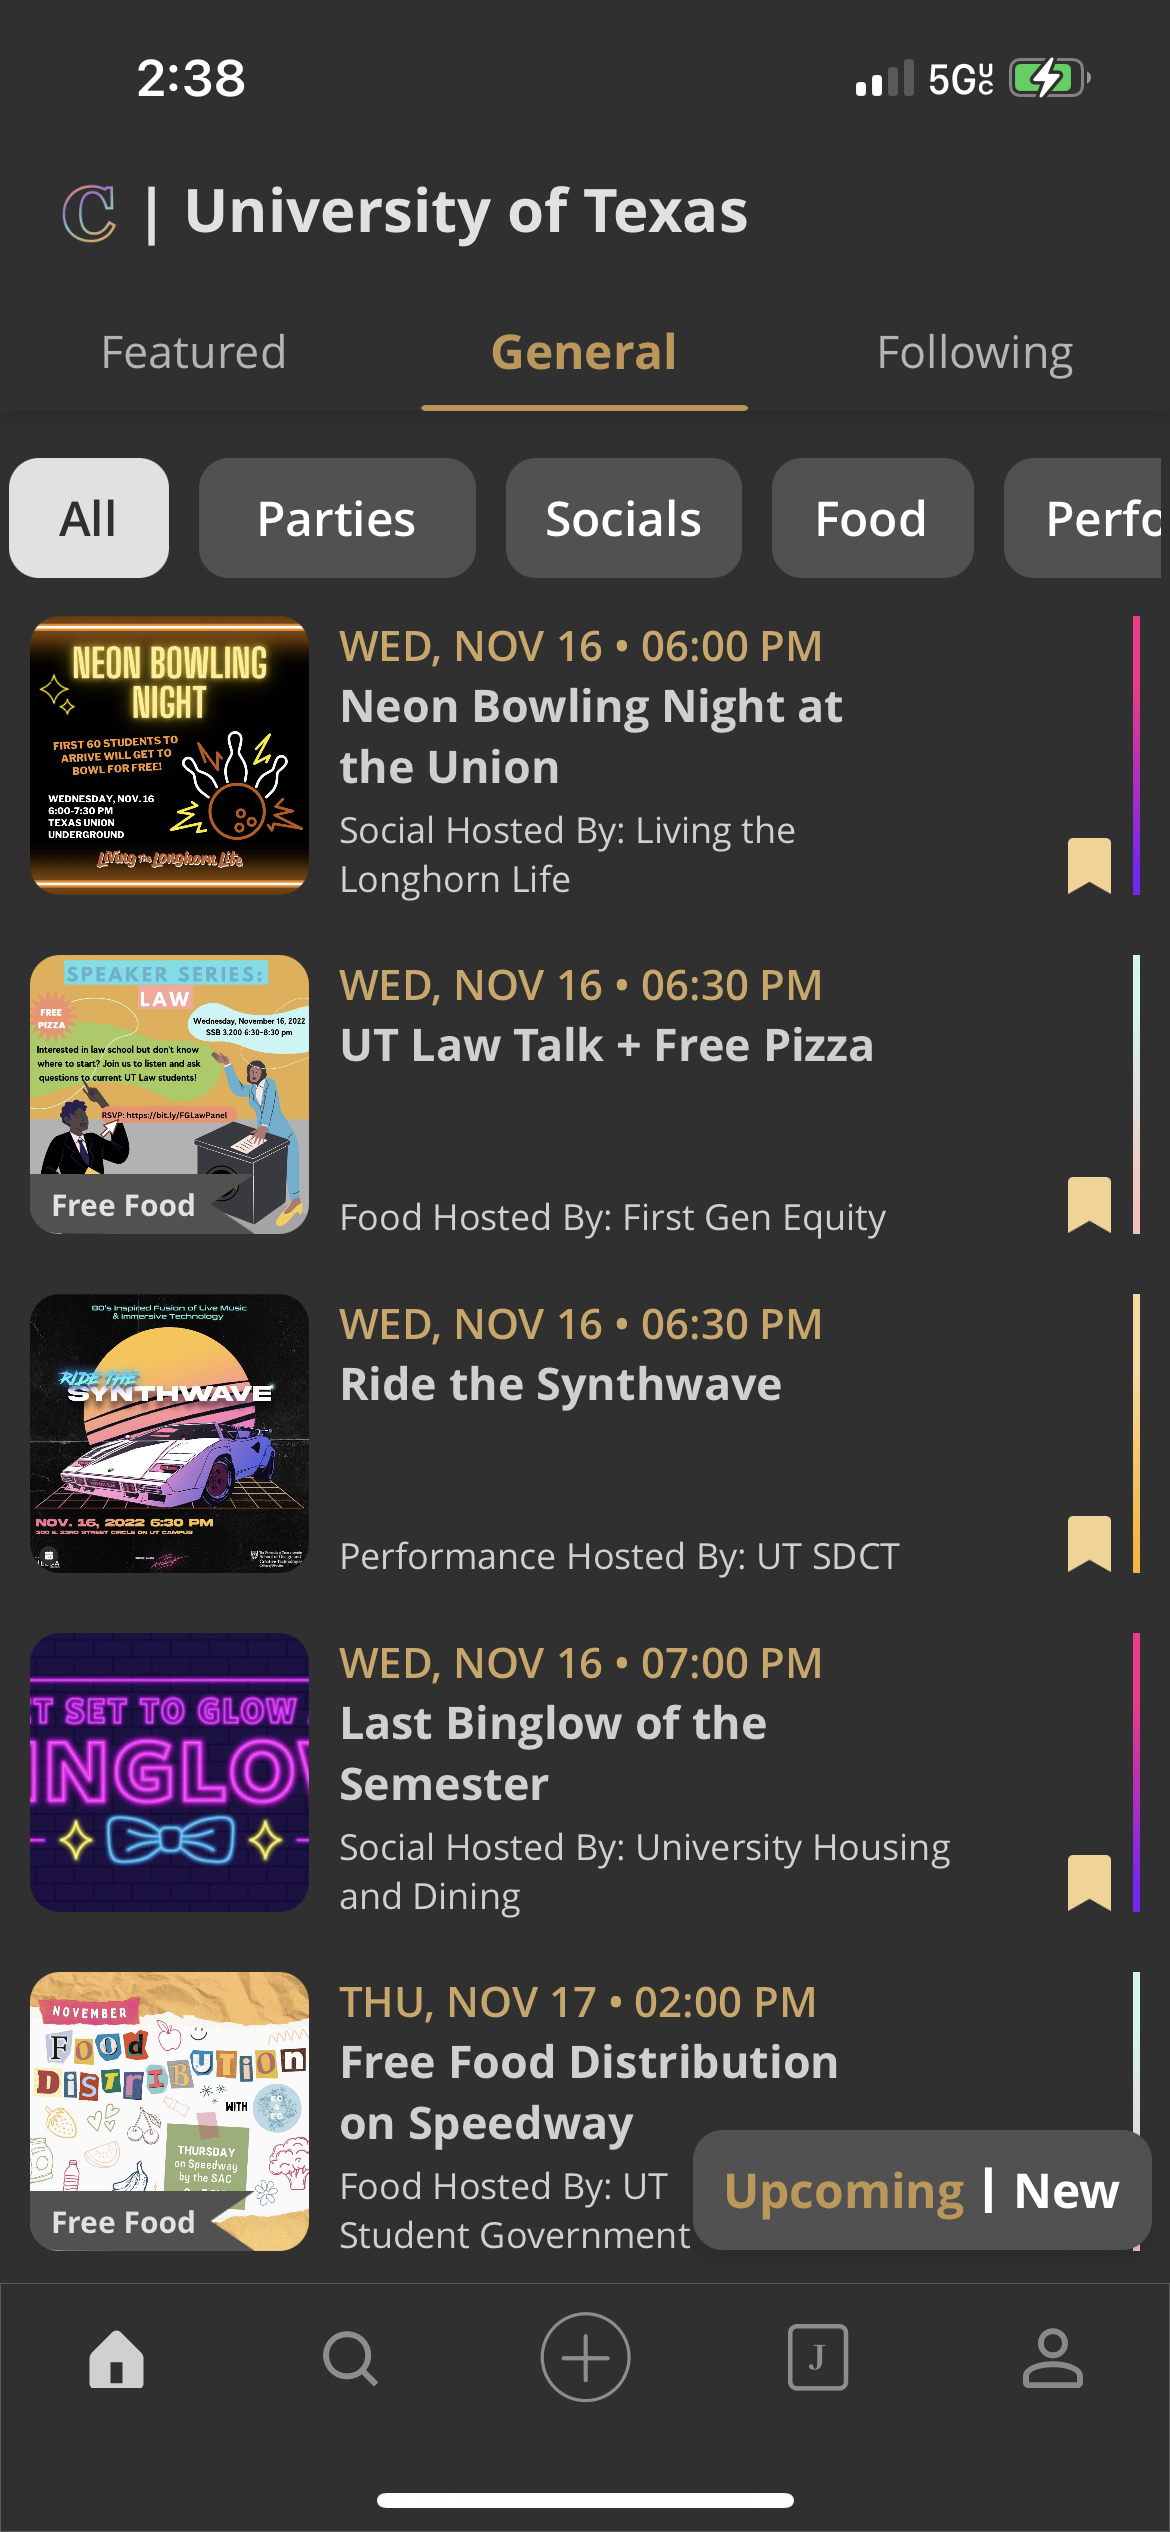 2:38
5G UC
C | University of Texas
Featured
General
Following
All
Parties
Socials
Food
Perfo
NEON BOWLING
NIGHT
FIRST 60 STUDENTS TO
ARRIVE WILL GET TO
BOWL FOR FREE!
WEDNESDAY, NOV. 16
6:00-7:30 PM
TEXAS UNION
UNDERGROUND
Living The Longhorn Life
WED, NOV 16 • 06:00 PM
Neon Bowling Night at
the Union
Social Hosted By: Living the
Longhorn Life
SPEAKER SERIES:
LAW
FREE
PIZZA
Wednesday, November 16, 2022
SSB 3.200 6:30-8:30 pm
Interested in law school but don't know
where to start? Join us to listen and ask
questions to current UT Law students!
RSVP: https://bit.ly/FGLawPanel
Free Food
WED, NOV 16 • 06:30 PM
UT Law Talk + Free Pizza
Food Hosted By: First Gen Equity
80's Inspired Fusion of Live Music
& Immersive Technology
RIDE THE
SYNTHWAVE
NOV. 16, 2022 6:30 PM
300 E. 23RD STREET CIRCLE ON UT CAMPUS
WED, NOV 16 • 06:30 PM
Ride the Synthwave
Performance Hosted By: UT SDCT
T SET TO GLOW
INGLOW
WED, NOV 16 • 07:00 PM
Last Binglow of the
Semester
Social Hosted By: University Housing
and Dining
NOVEMBER
Food
DISTRIBUTION
WITH
THURSDAY
on Speedway
by the SAC
Free Food
THU, NOV 17 • 02:00 PM
Free Food Distribution
on Speedway
Food Hosted By: UT
Student Government
Upcoming | New
J